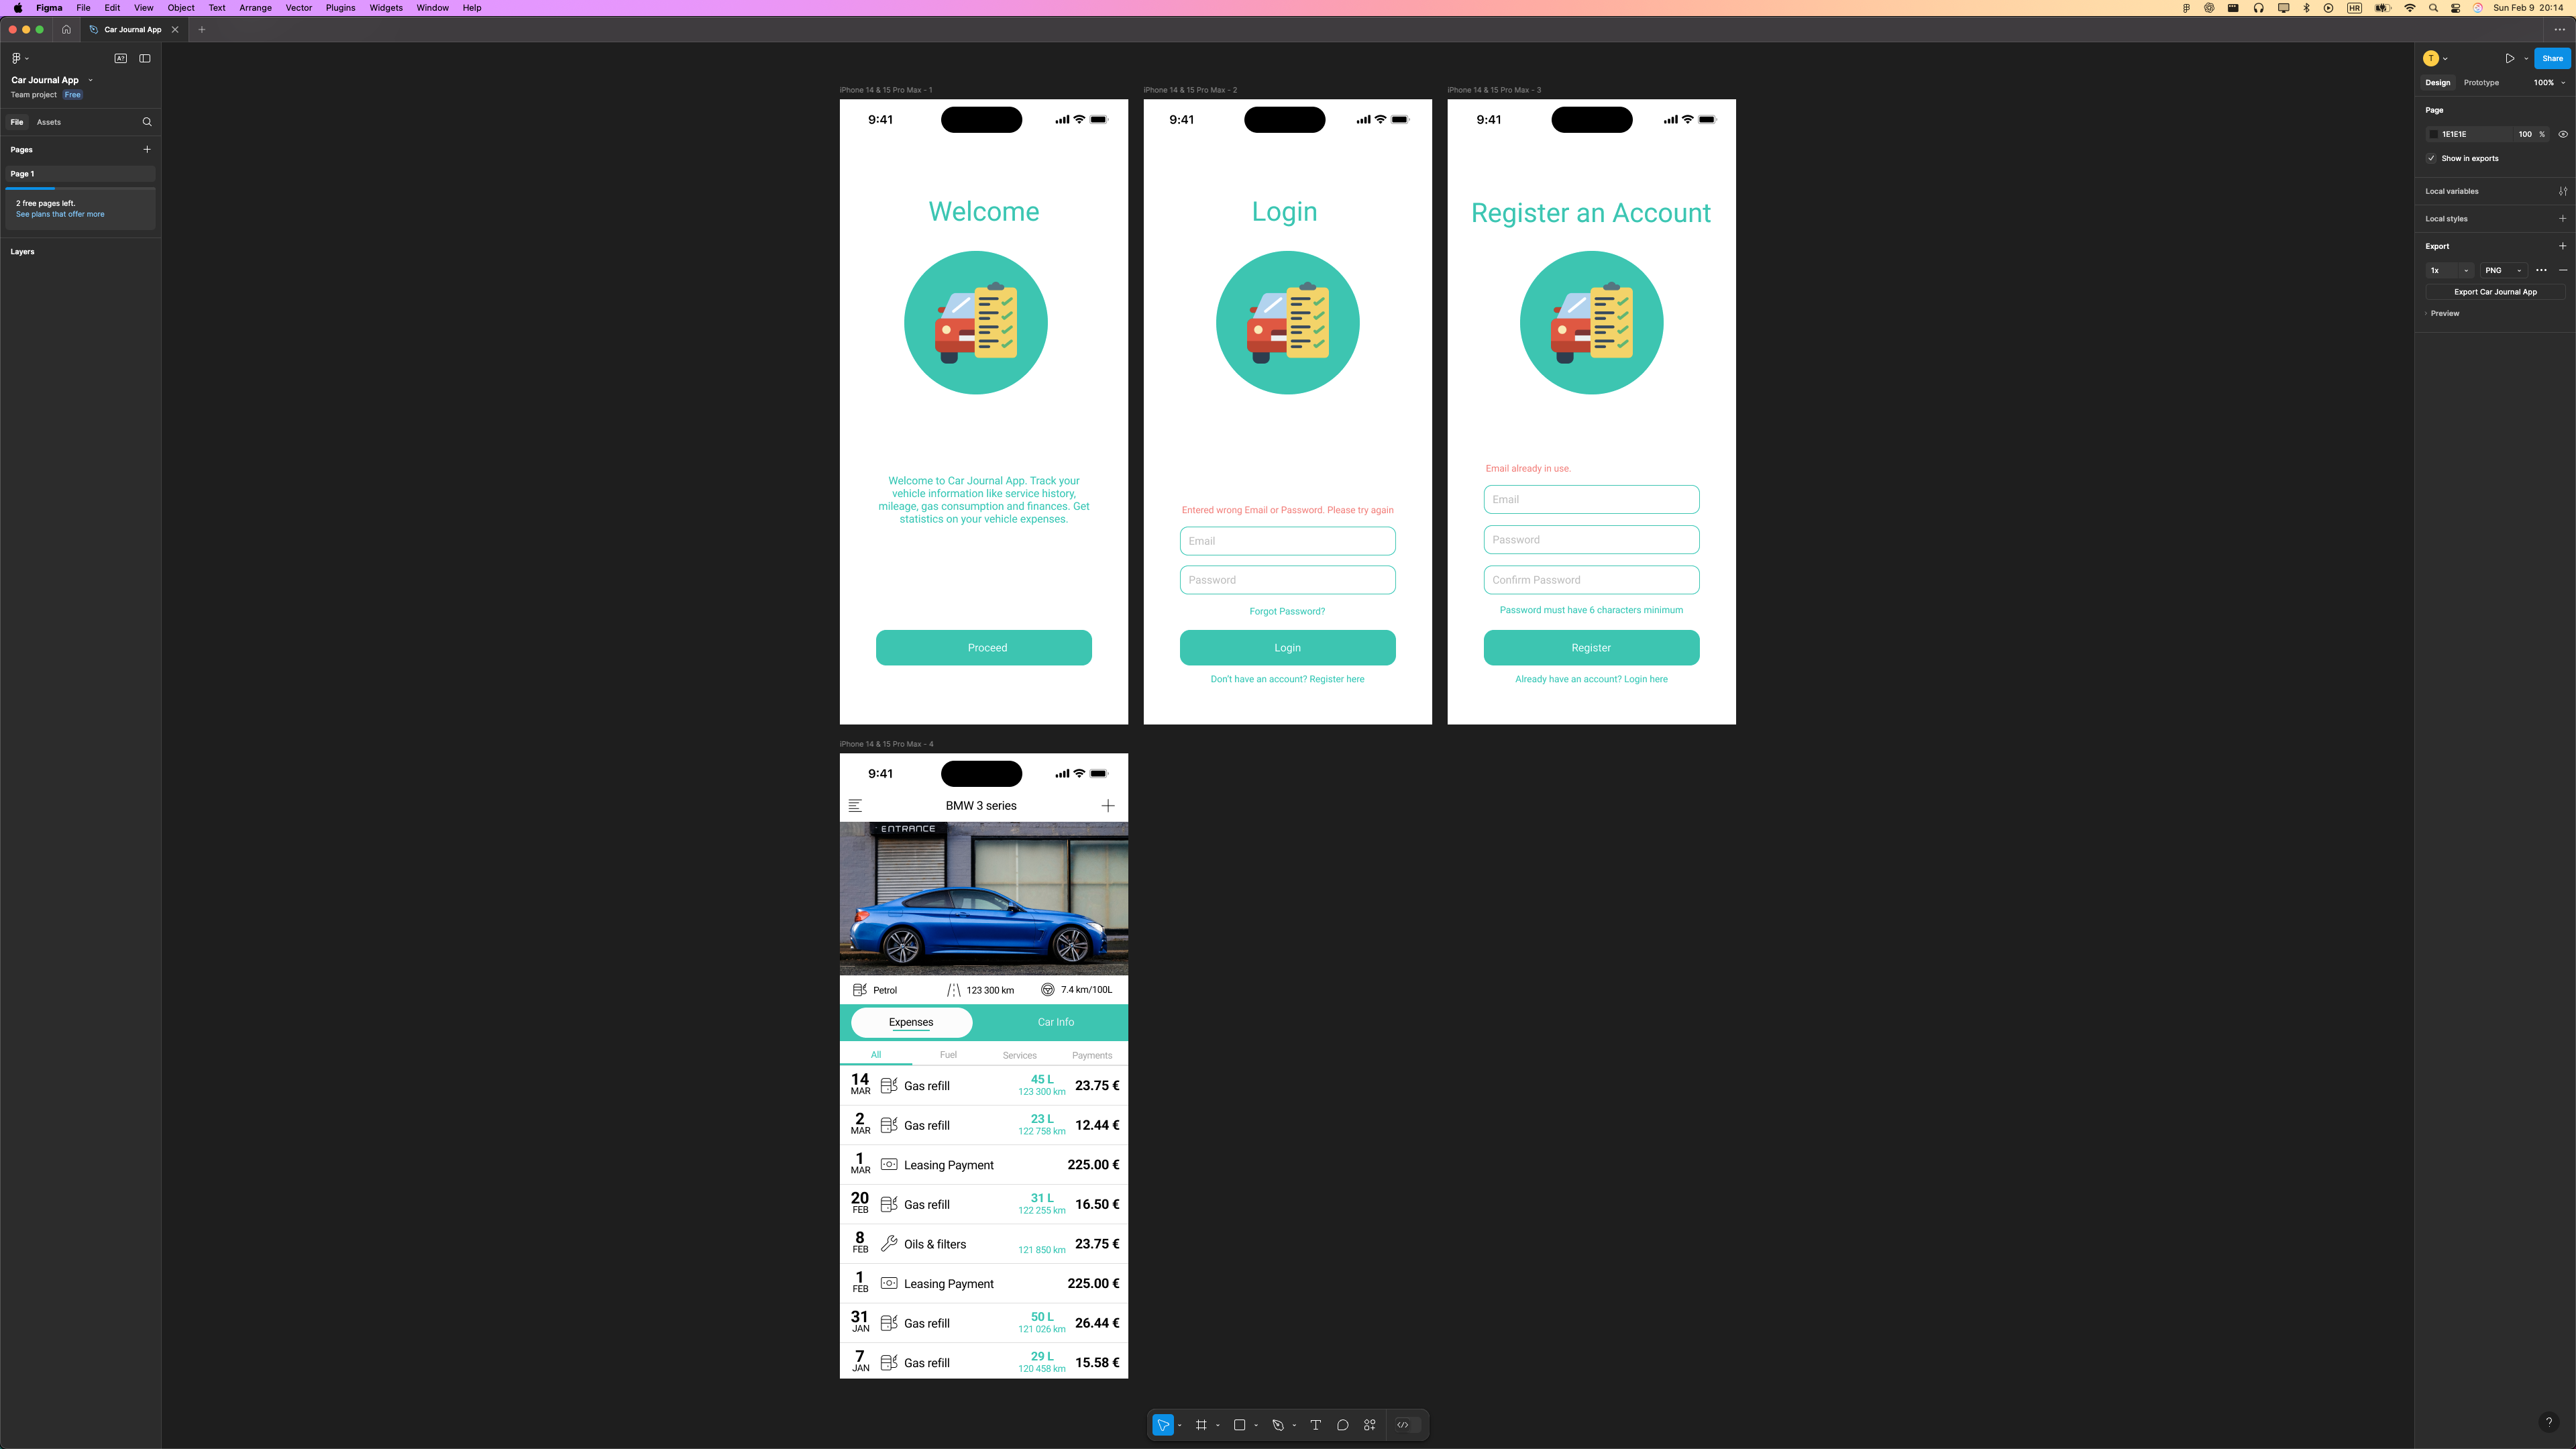 Figma File Edit View Object Text Arrange Vector Plugins Widgets Window Help
HR
Sun Feb 9 20:14
Car Journal App
A?
Car Journal App
Team project Free
File Assets
Pages
Page 1
2 free pages left.
See plans that offer more
Layers
iPhone 14 & 15 Pro Max - 1
9:41
Welcome
Welcome to Car Journal App. Track your
vehicle information like service history,
mileage, gas consumption and finances. Get
statistics on your vehicle expenses.
Proceed
iPhone 14 & 15 Pro Max - 2
9:41
Login
Entered wrong Email or Password. Please try again
Email
Password
Forgot Password?
Login
Don't have an account? Register here
iPhone 14 & 15 Pro Max - 3
9:41
Register an Account
Email already in use.
Email
Password
Confirm Password
Password must have 6 characters minimum
Register
Already have an account? Login here
iPhone 14 & 15 Pro Max - 4
9:41
BMW 3 series
ENTRANCE
Petrol 123 300 km 7.4 km/100L
Expenses Car Info
All Fuel Services Payments
14 MAR Gas refill 45 L 123 300 km 23.75 €
2 MAR Gas refill 23 L 122 758 km 12.44 €
1 MAR Leasing Payment 225.00 €
20 FEB Gas refill 31 L 122 255 km 16.50 €
8 FEB Oils & filters 121 850 km 23.75 €
1 FEB Leasing Payment 225.00 €
31 JAN Gas refill 50 L 121 026 km 26.44 €
7 JAN Gas refill 29 L 120 458 km 15.58 €
T
Share
Design Prototype 100%
Page
1E1E1E 100 %
Show in exports
Local variables
Local styles
Export
1x PNG
Export Car Journal App
Preview
?